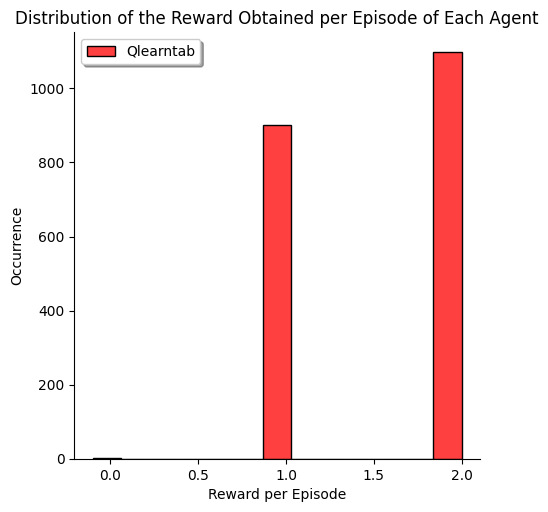 Distribution of the Reward Obtained per Episode of Each Agent
Qlearntab
Occurrence
1000
800
600
400
200
0
0.0 0.5 1.0 1.5 2.0
Reward per Episode